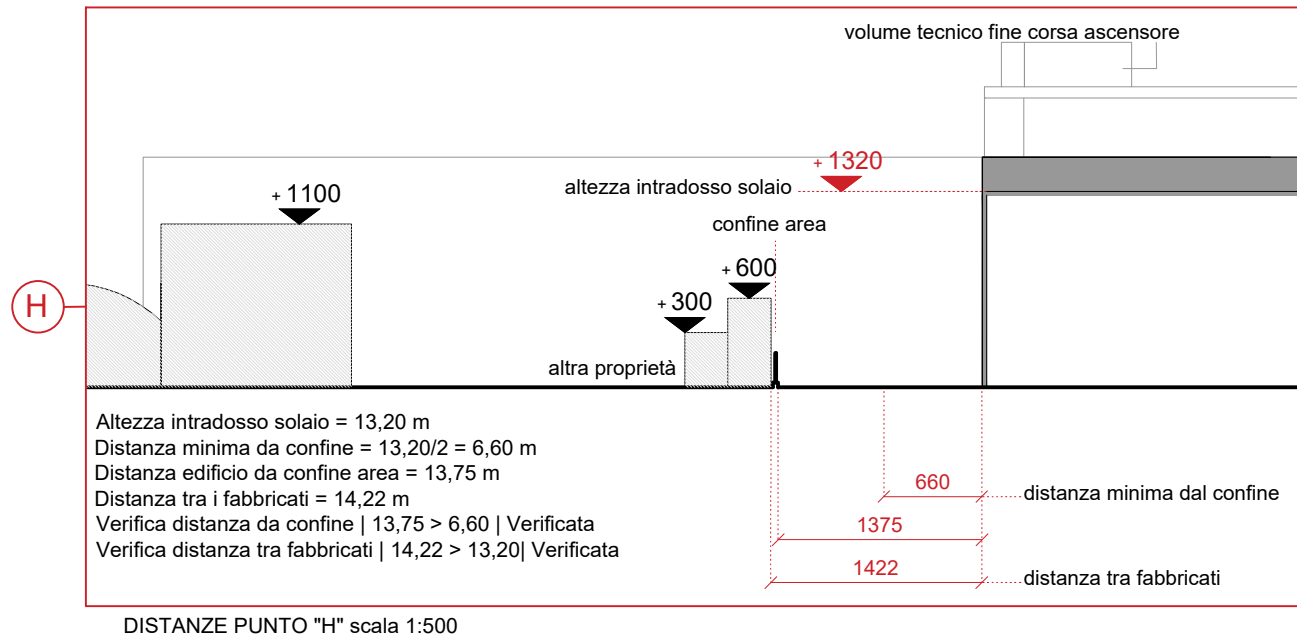 volume tecnico fine corsa ascensore
+ 1320
altezza intradosso solaio
+ 1100
confine area
+ 600
H
+ 300
altra proprietà
Altezza intradosso solaio = 13,20 m
Distanza minima da confine = 13,20/2 = 6,60 m
Distanza edificio da confine area = 13,75 m
Distanza tra i fabbricati = 14,22 m
Verifica distanza da confine | 13,75 > 6,60 | Verificata
Verifica distanza tra fabbricati | 14,22 > 13,20| Verificata
660
distanza minima dal confine
1375
1422
distanza tra fabbricati
DISTANZE PUNTO "H" scala 1:500